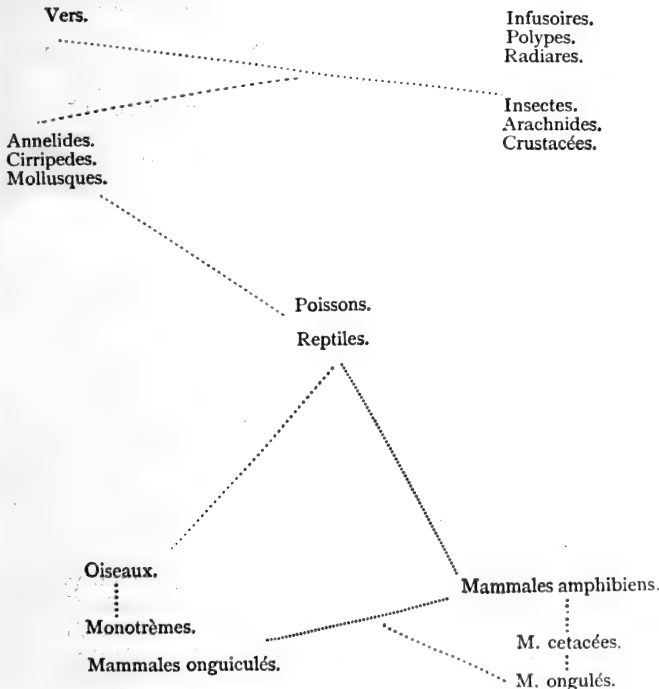 Vers.
Infusoires.
Polypes.
Radiares.
Insectes.
Arachnides.
Crustacées.
Annelides.
Cirripedes.
Mollusques.
Poissons.
Reptiles.
Oiseaux.
Monotrèmes.
Mammales onguiculés.
Mammales amphibiens.
M. cetacées.
M. ongulés.